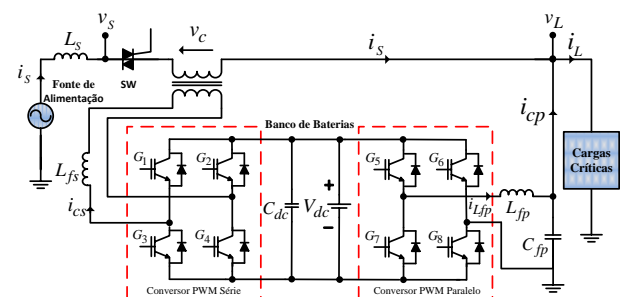 v_s
v_L
L_s
v_c
i_s
i_L
i_s
Fonte de
Alimentação
SW
i_cp
Banco de Baterias
Cargas
Críticas
G_1
G_2
G_5
G_6
L_fs
C_dc
+
V_dc
−
i_Lfp
L_fp
i_cs
G_3
G_4
G_7
G_8
C_fp
Conversor PWM Série
Conversor PWM Paralelo